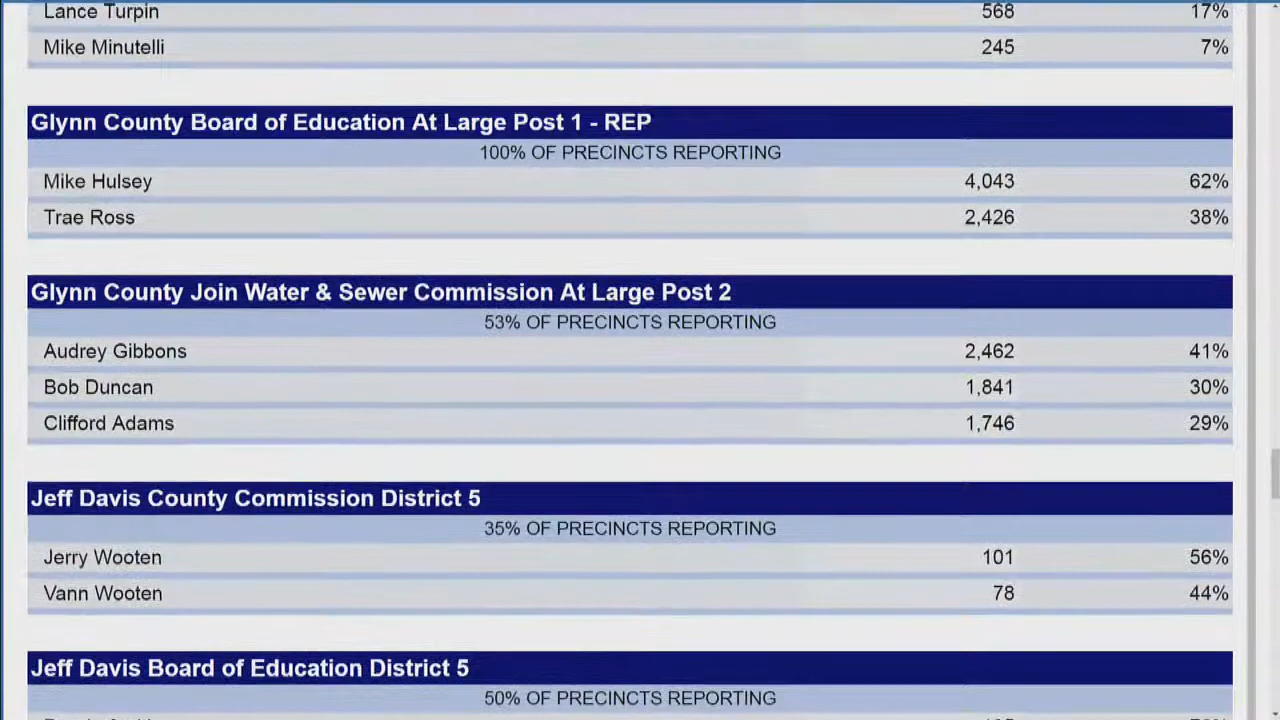 Lance Turpin 568 17%
Mike Minutelli 245 7%
Glynn County Board of Education At Large Post 1 - REP
100% OF PRECINCTS REPORTING
Mike Hulsey 4,043 62%
Trae Ross 2,426 38%
Glynn County Join Water & Sewer Commission At Large Post 2
53% OF PRECINCTS REPORTING
Audrey Gibbons 2,462 41%
Bob Duncan 1,841 30%
Clifford Adams 1,746 29%
Jeff Davis County Commission District 5
35% OF PRECINCTS REPORTING
Jerry Wooten 101 56%
Vann Wooten 78 44%
Jeff Davis Board of Education District 5
50% OF PRECINCTS REPORTING